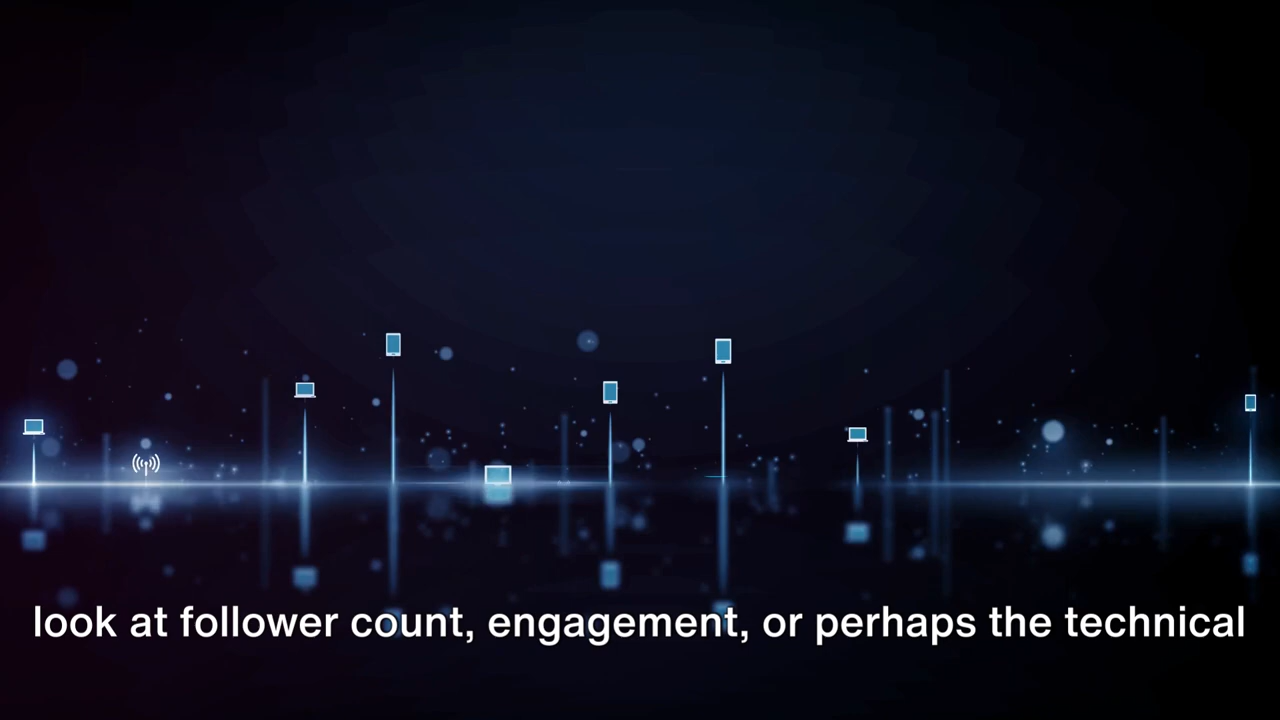 look at follower count, engagement, or perhaps the technical